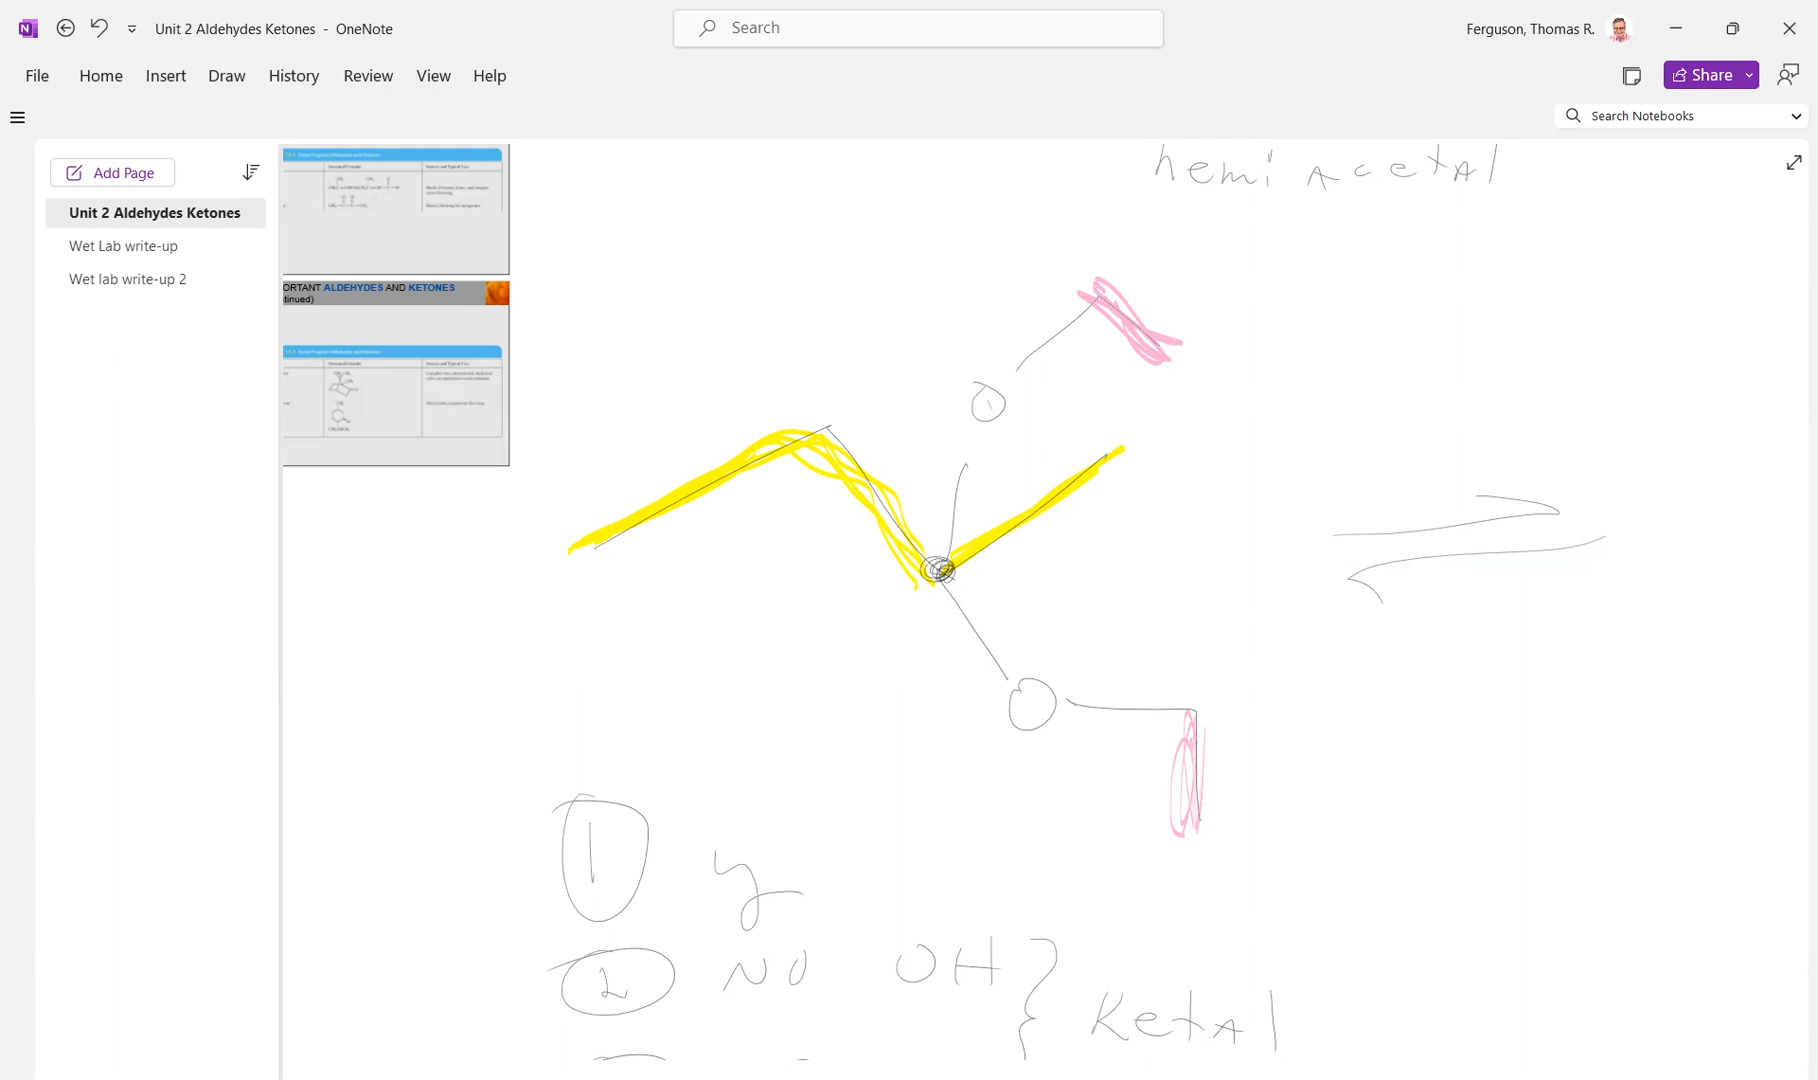 Unit 2 Aldehydes Ketones - OneNote
Search
Ferguson, Thomas R.
File Home Insert Draw History Review View Help
Share
Search Notebooks
Add Page
Unit 2 Aldehydes Ketones
Wet Lab write-up
Wet lab write-up 2
ORTANT ALDEHYDES AND KETONES
tinued)
hemi Acetal
O
O
1 y
2 NO OH } Ketal